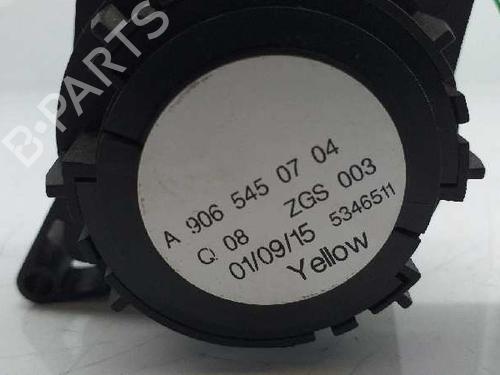 B-PARTS
A 906 545 07 04
Q 08 ZGS 003
01/09/15 5346511
Yellow